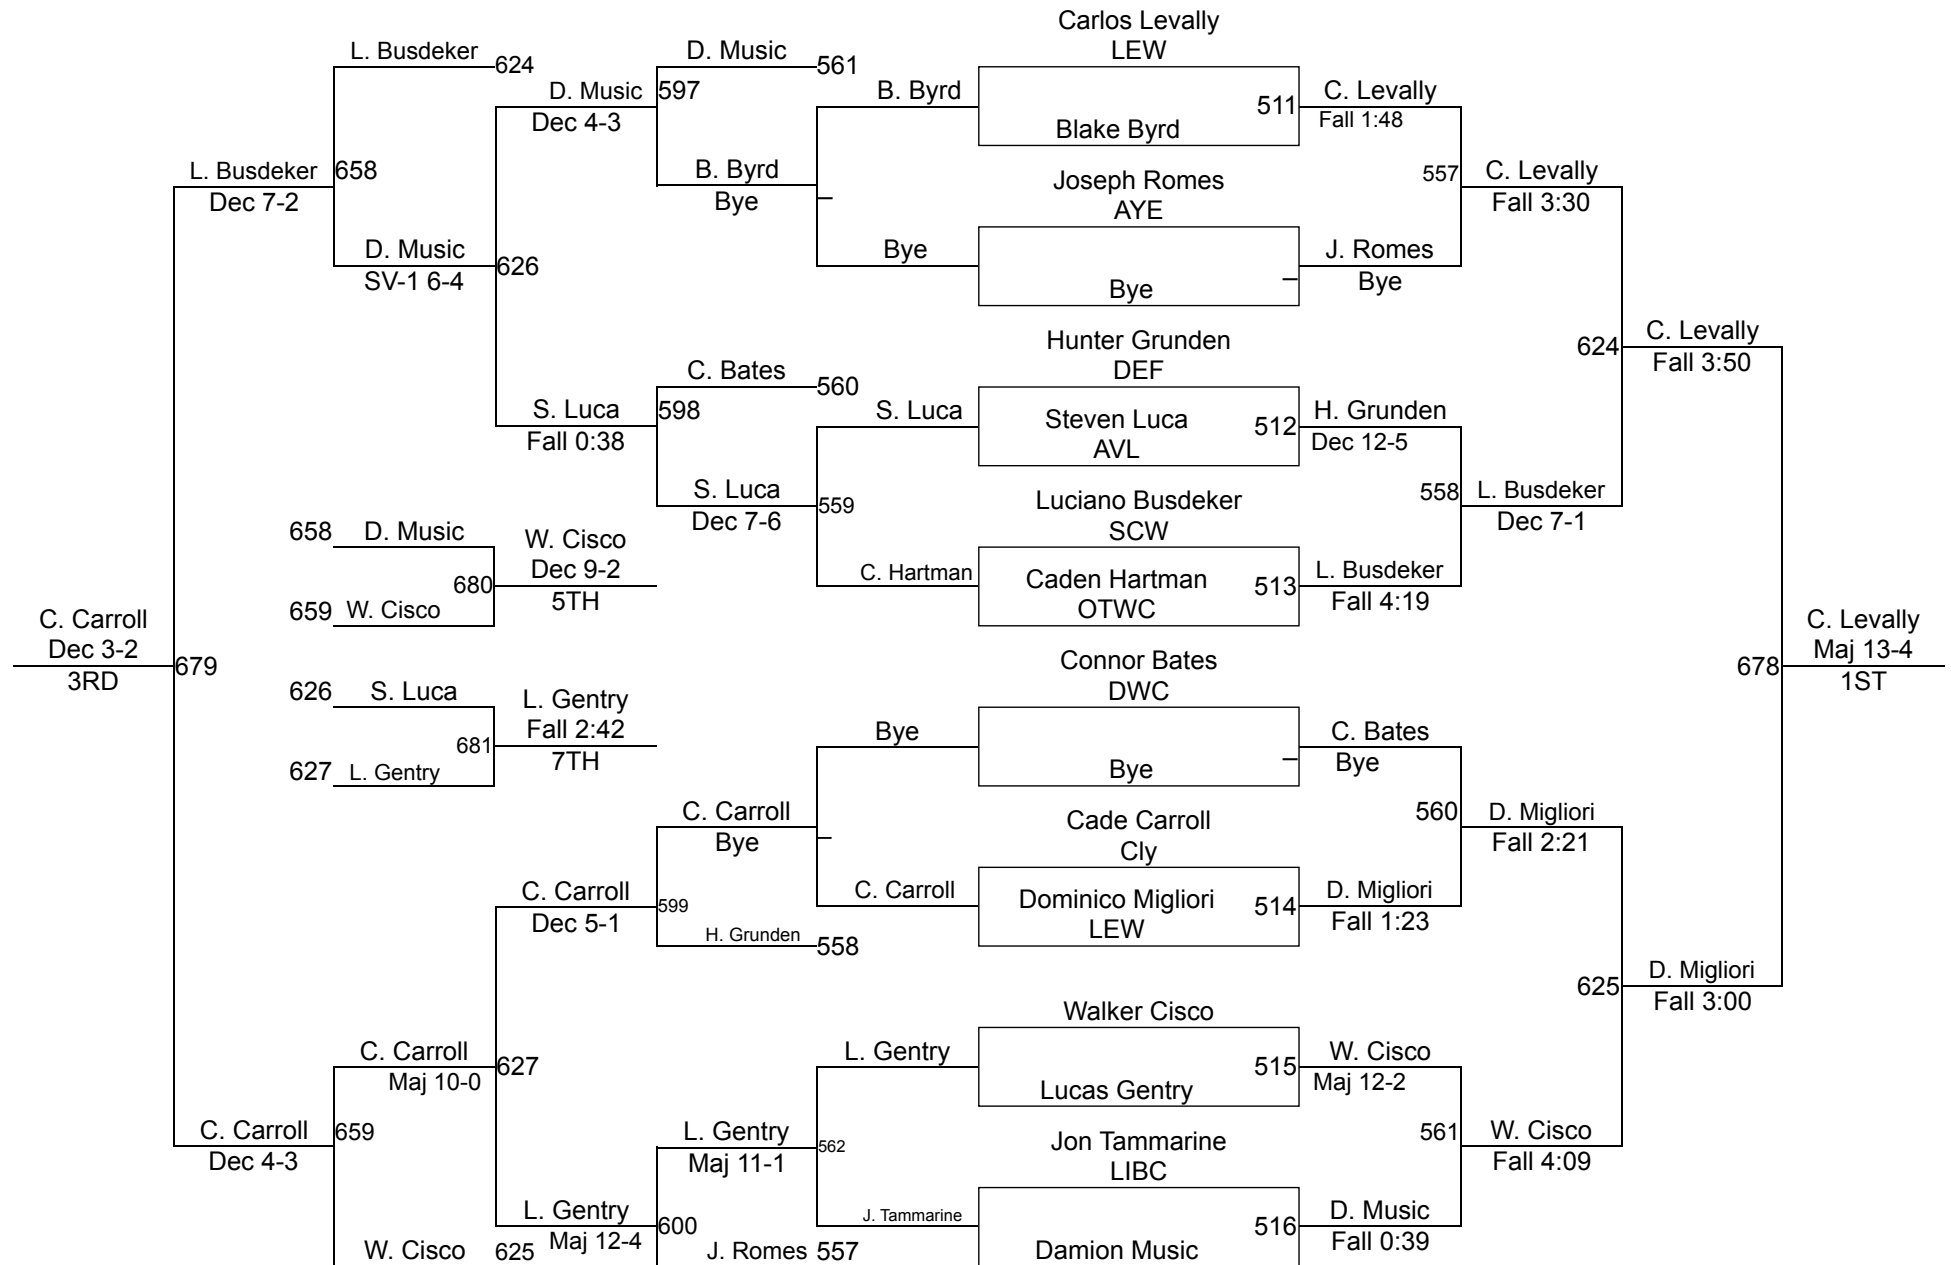 Carlos Levally
LEW
L. Busdeker
624
D. Music
561
D. Music
597
Dec 4-3
B. Byrd
511
C. Levally
Fall 1:48
Blake Byrd
L. Busdeker
658
Dec 7-2
B. Byrd
Bye
–
Joseph Romes
AYE
557
C. Levally
Fall 3:30
D. Music
626
SV-1 6-4
Bye
Bye
–
J. Romes
Bye
Hunter Grunden
DEF
624
C. Levally
Fall 3:50
C. Bates
560
S. Luca
598
Fall 0:38
S. Luca
Steven Luca
AVL
512
H. Grunden
Dec 12-5
S. Luca
559
Dec 7-6
Luciano Busdeker
SCW
558
L. Busdeker
Dec 7-1
658
D. Music
W. Cisco
Dec 9-2
680
5TH
659
W. Cisco
C. Hartman
Caden Hartman
OTWC
513
L. Busdeker
Fall 4:19
C. Carroll
Dec 3-2
679
3RD
Connor Bates
DWC
678
C. Levally
Maj 13-4
1ST
626
S. Luca
L. Gentry
Fall 2:42
681
7TH
627
L. Gentry
Bye
Bye
–
C. Bates
Bye
C. Carroll
Bye
–
Cade Carroll
Cly
560
D. Migliori
Fall 2:21
C. Carroll
599
Dec 5-1
C. Carroll
Dominico Migliori
LEW
514
D. Migliori
Fall 1:23
H. Grunden
558
Walker Cisco
625
D. Migliori
Fall 3:00
C. Carroll
627
Maj 10-0
L. Gentry
515
W. Cisco
Maj 12-2
Lucas Gentry
C. Carroll
659
Dec 4-3
L. Gentry
562
Maj 11-1
Jon Tammarine
LIBC
561
W. Cisco
Fall 4:09
L. Gentry
600
Maj 12-4
J. Tammarine
516
D. Music
Fall 0:39
W. Cisco
625
J. Romes
557
Damion Music